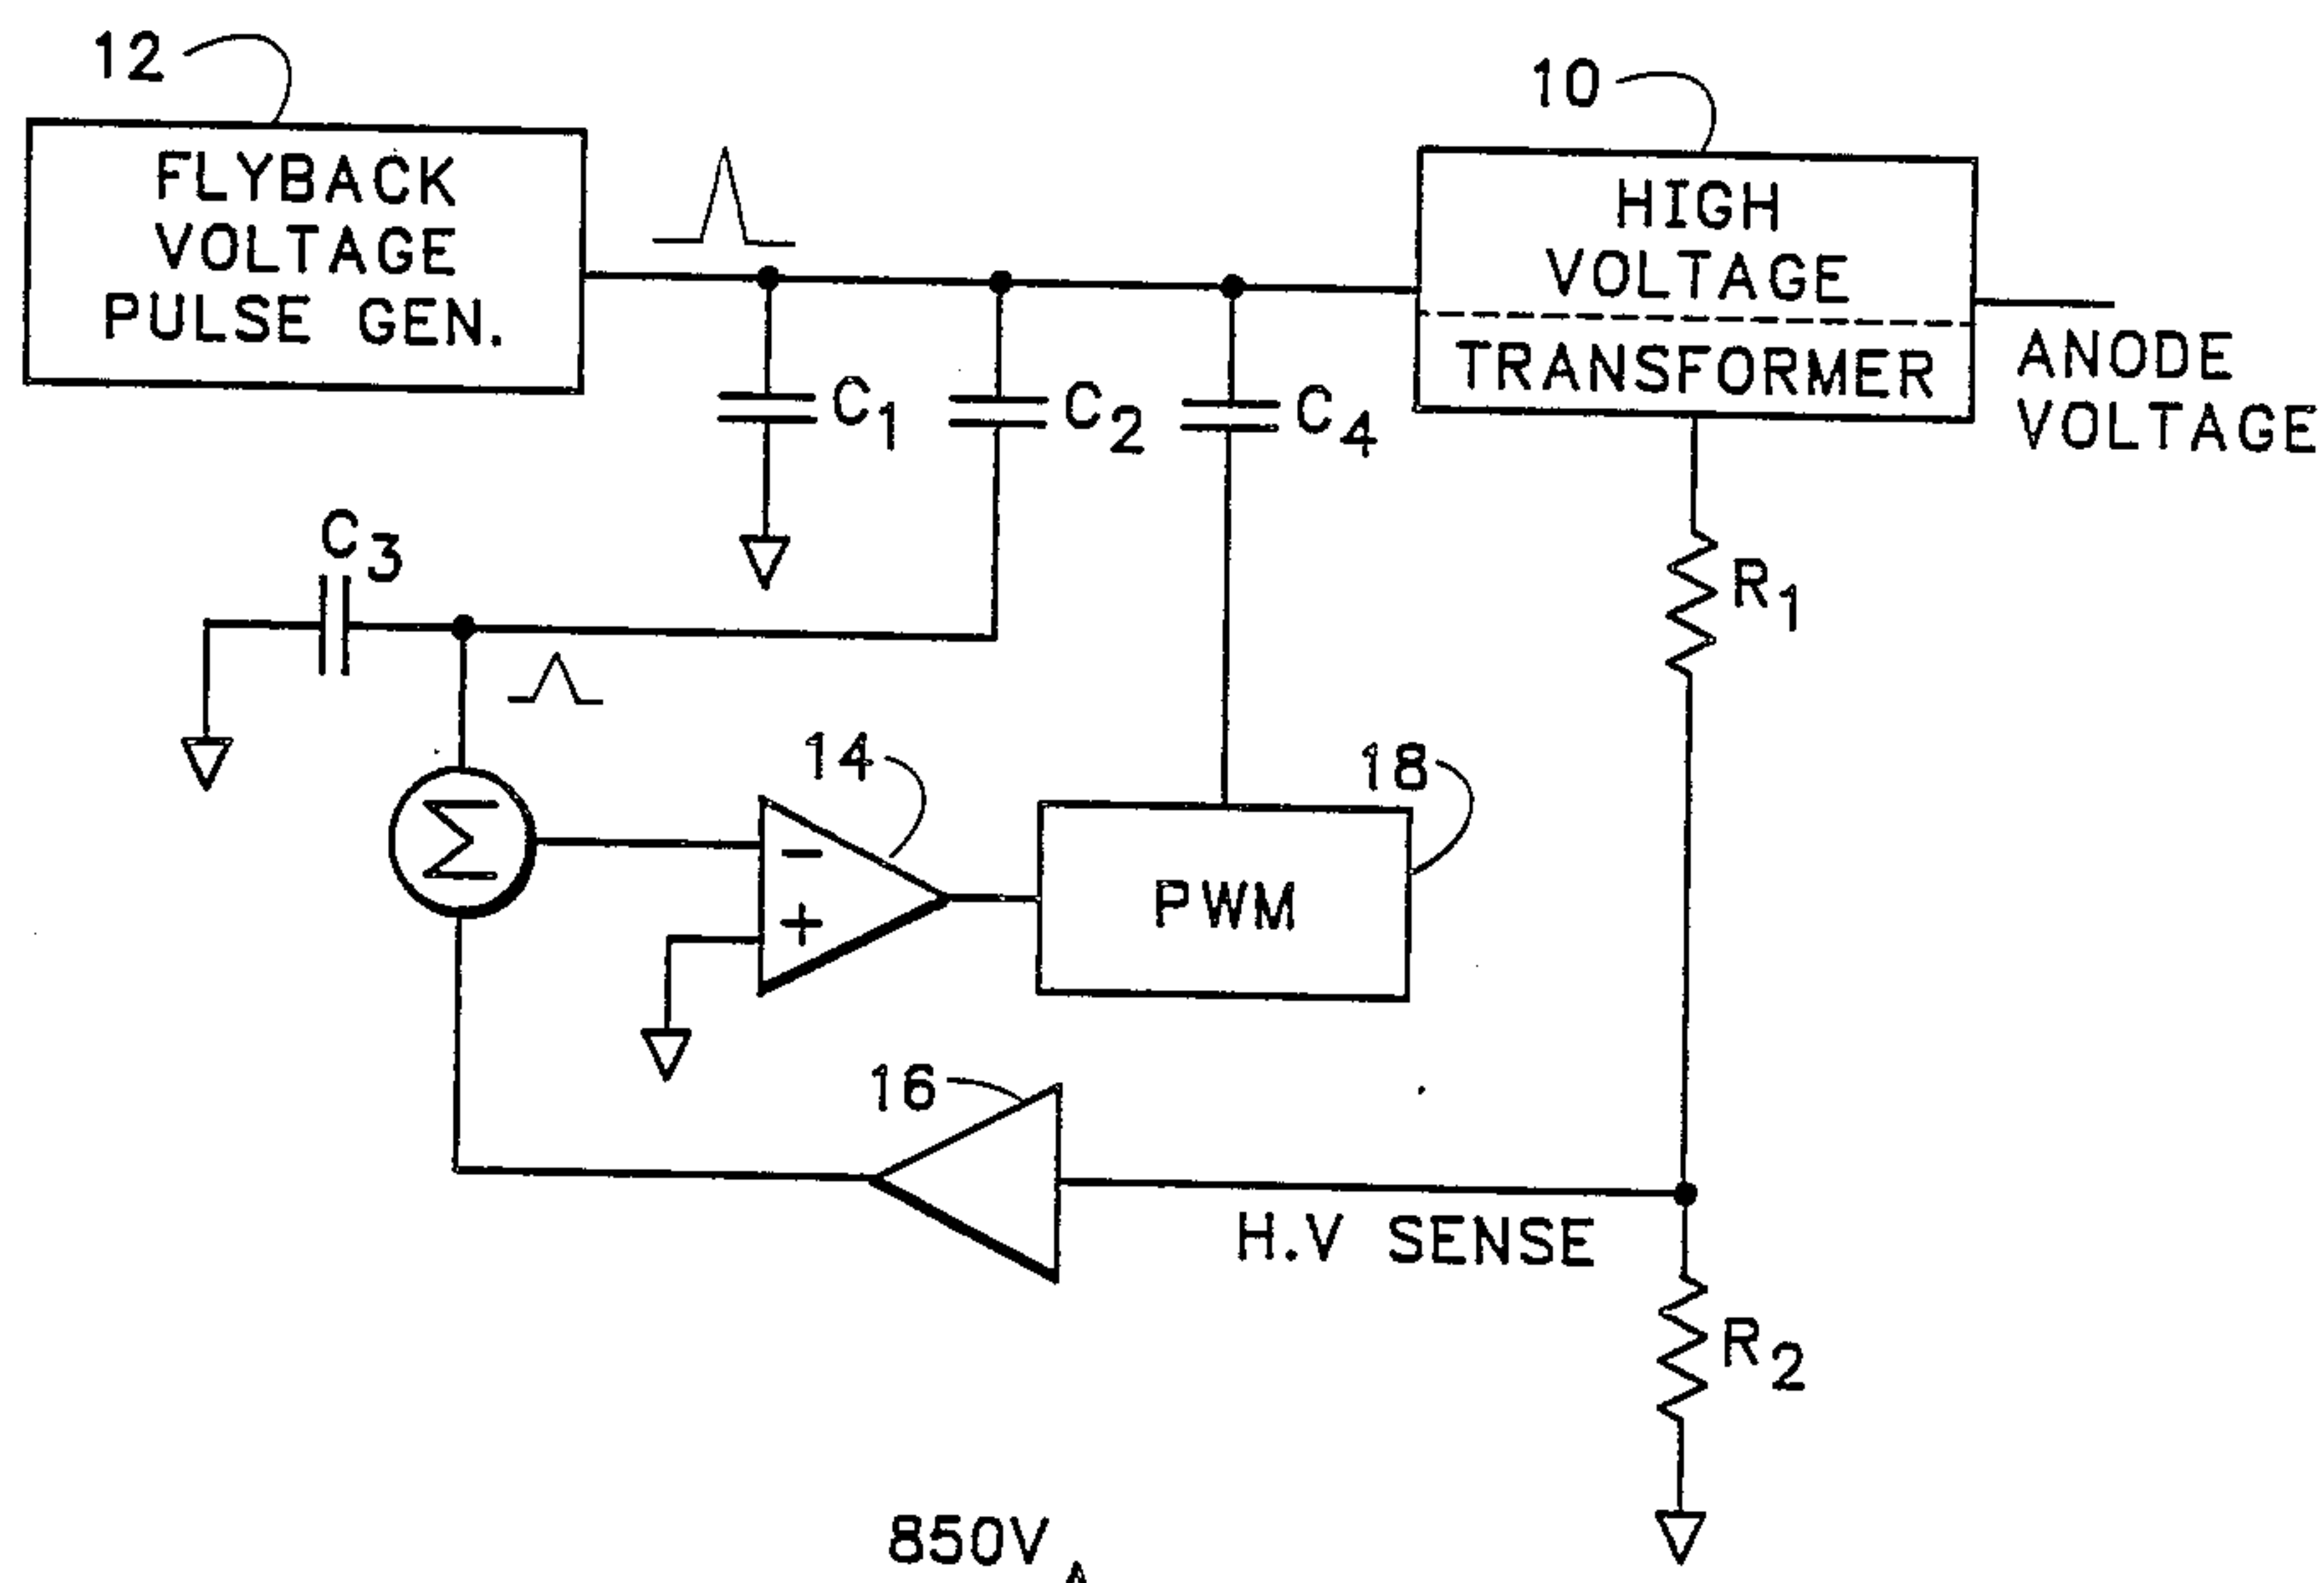 12
10
FLYBACK
VOLTAGE
PULSE GEN.
HIGH
VOLTAGE
TRANSFORMER
ANODE
VOLTAGE
C1
C2
C4
C3
R1
14
18
Σ
−
+
PWM
16
H.V SENSE
R2
850V